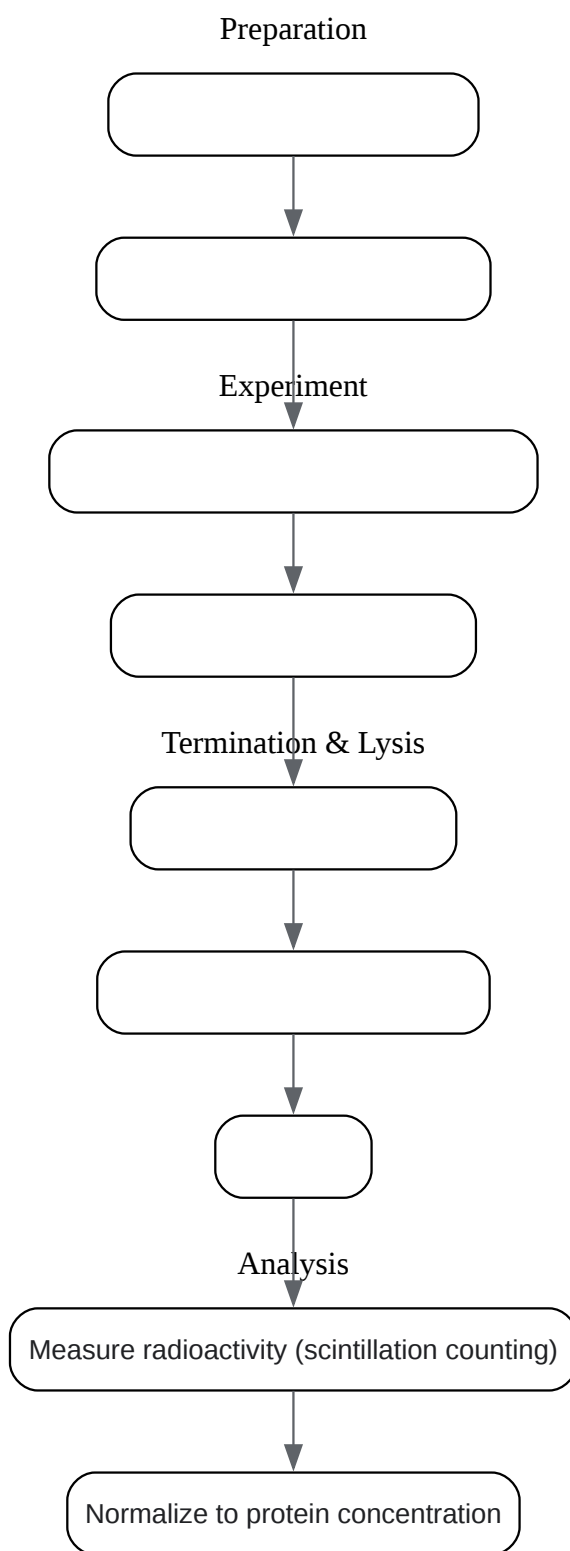 Preparation
Experiment
Termination & Lysis
Analysis
Measure radioactivity (scintillation counting)
Normalize to protein concentration